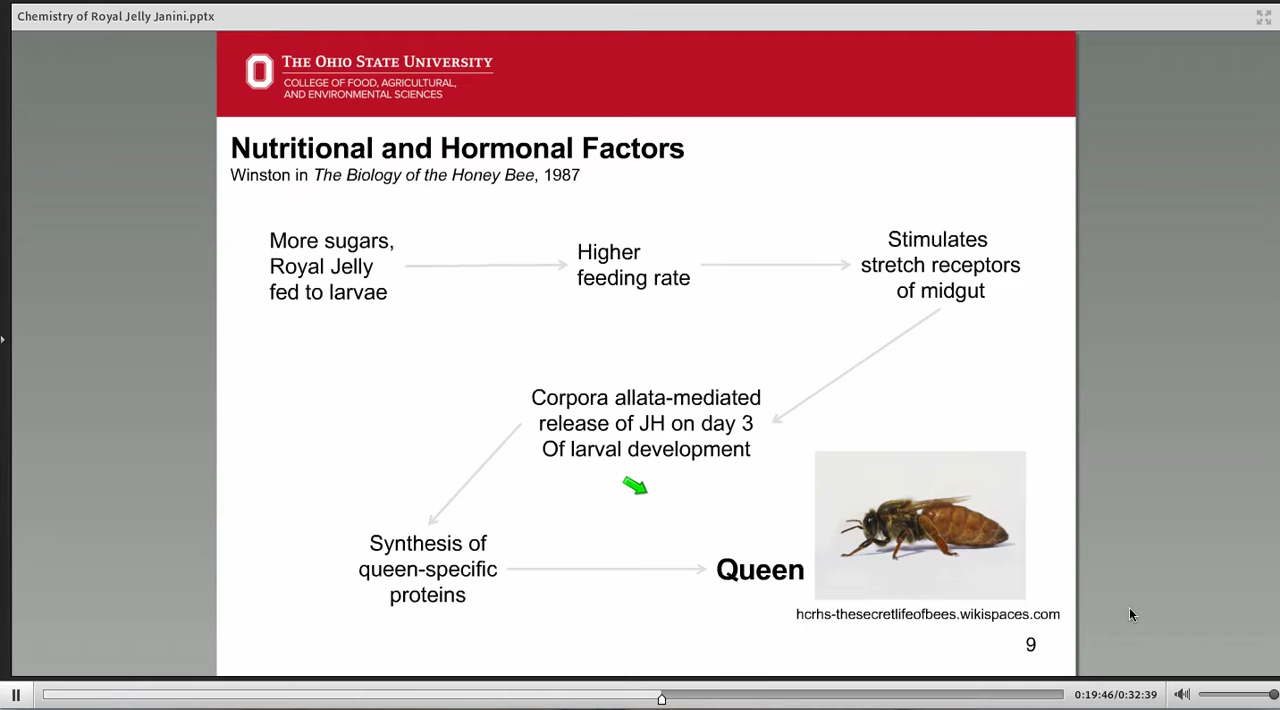 Chemistry of Royal Jelly Janini.pptx
THE OHIO STATE UNIVERSITY
COLLEGE OF FOOD, AGRICULTURAL,
AND ENVIRONMENTAL SCIENCES
Nutritional and Hormonal Factors
Winston in The Biology of the Honey Bee, 1987
More sugars,
Royal Jelly
fed to larvae
Higher
feeding rate
Stimulates
stretch receptors
of midgut
Corpora allata-mediated
release of JH on day 3
Of larval development
Synthesis of
queen-specific
proteins
Queen
hcrhs-thesecretlifeofbees.wikispaces.com
9
0:19:46/0:32:39